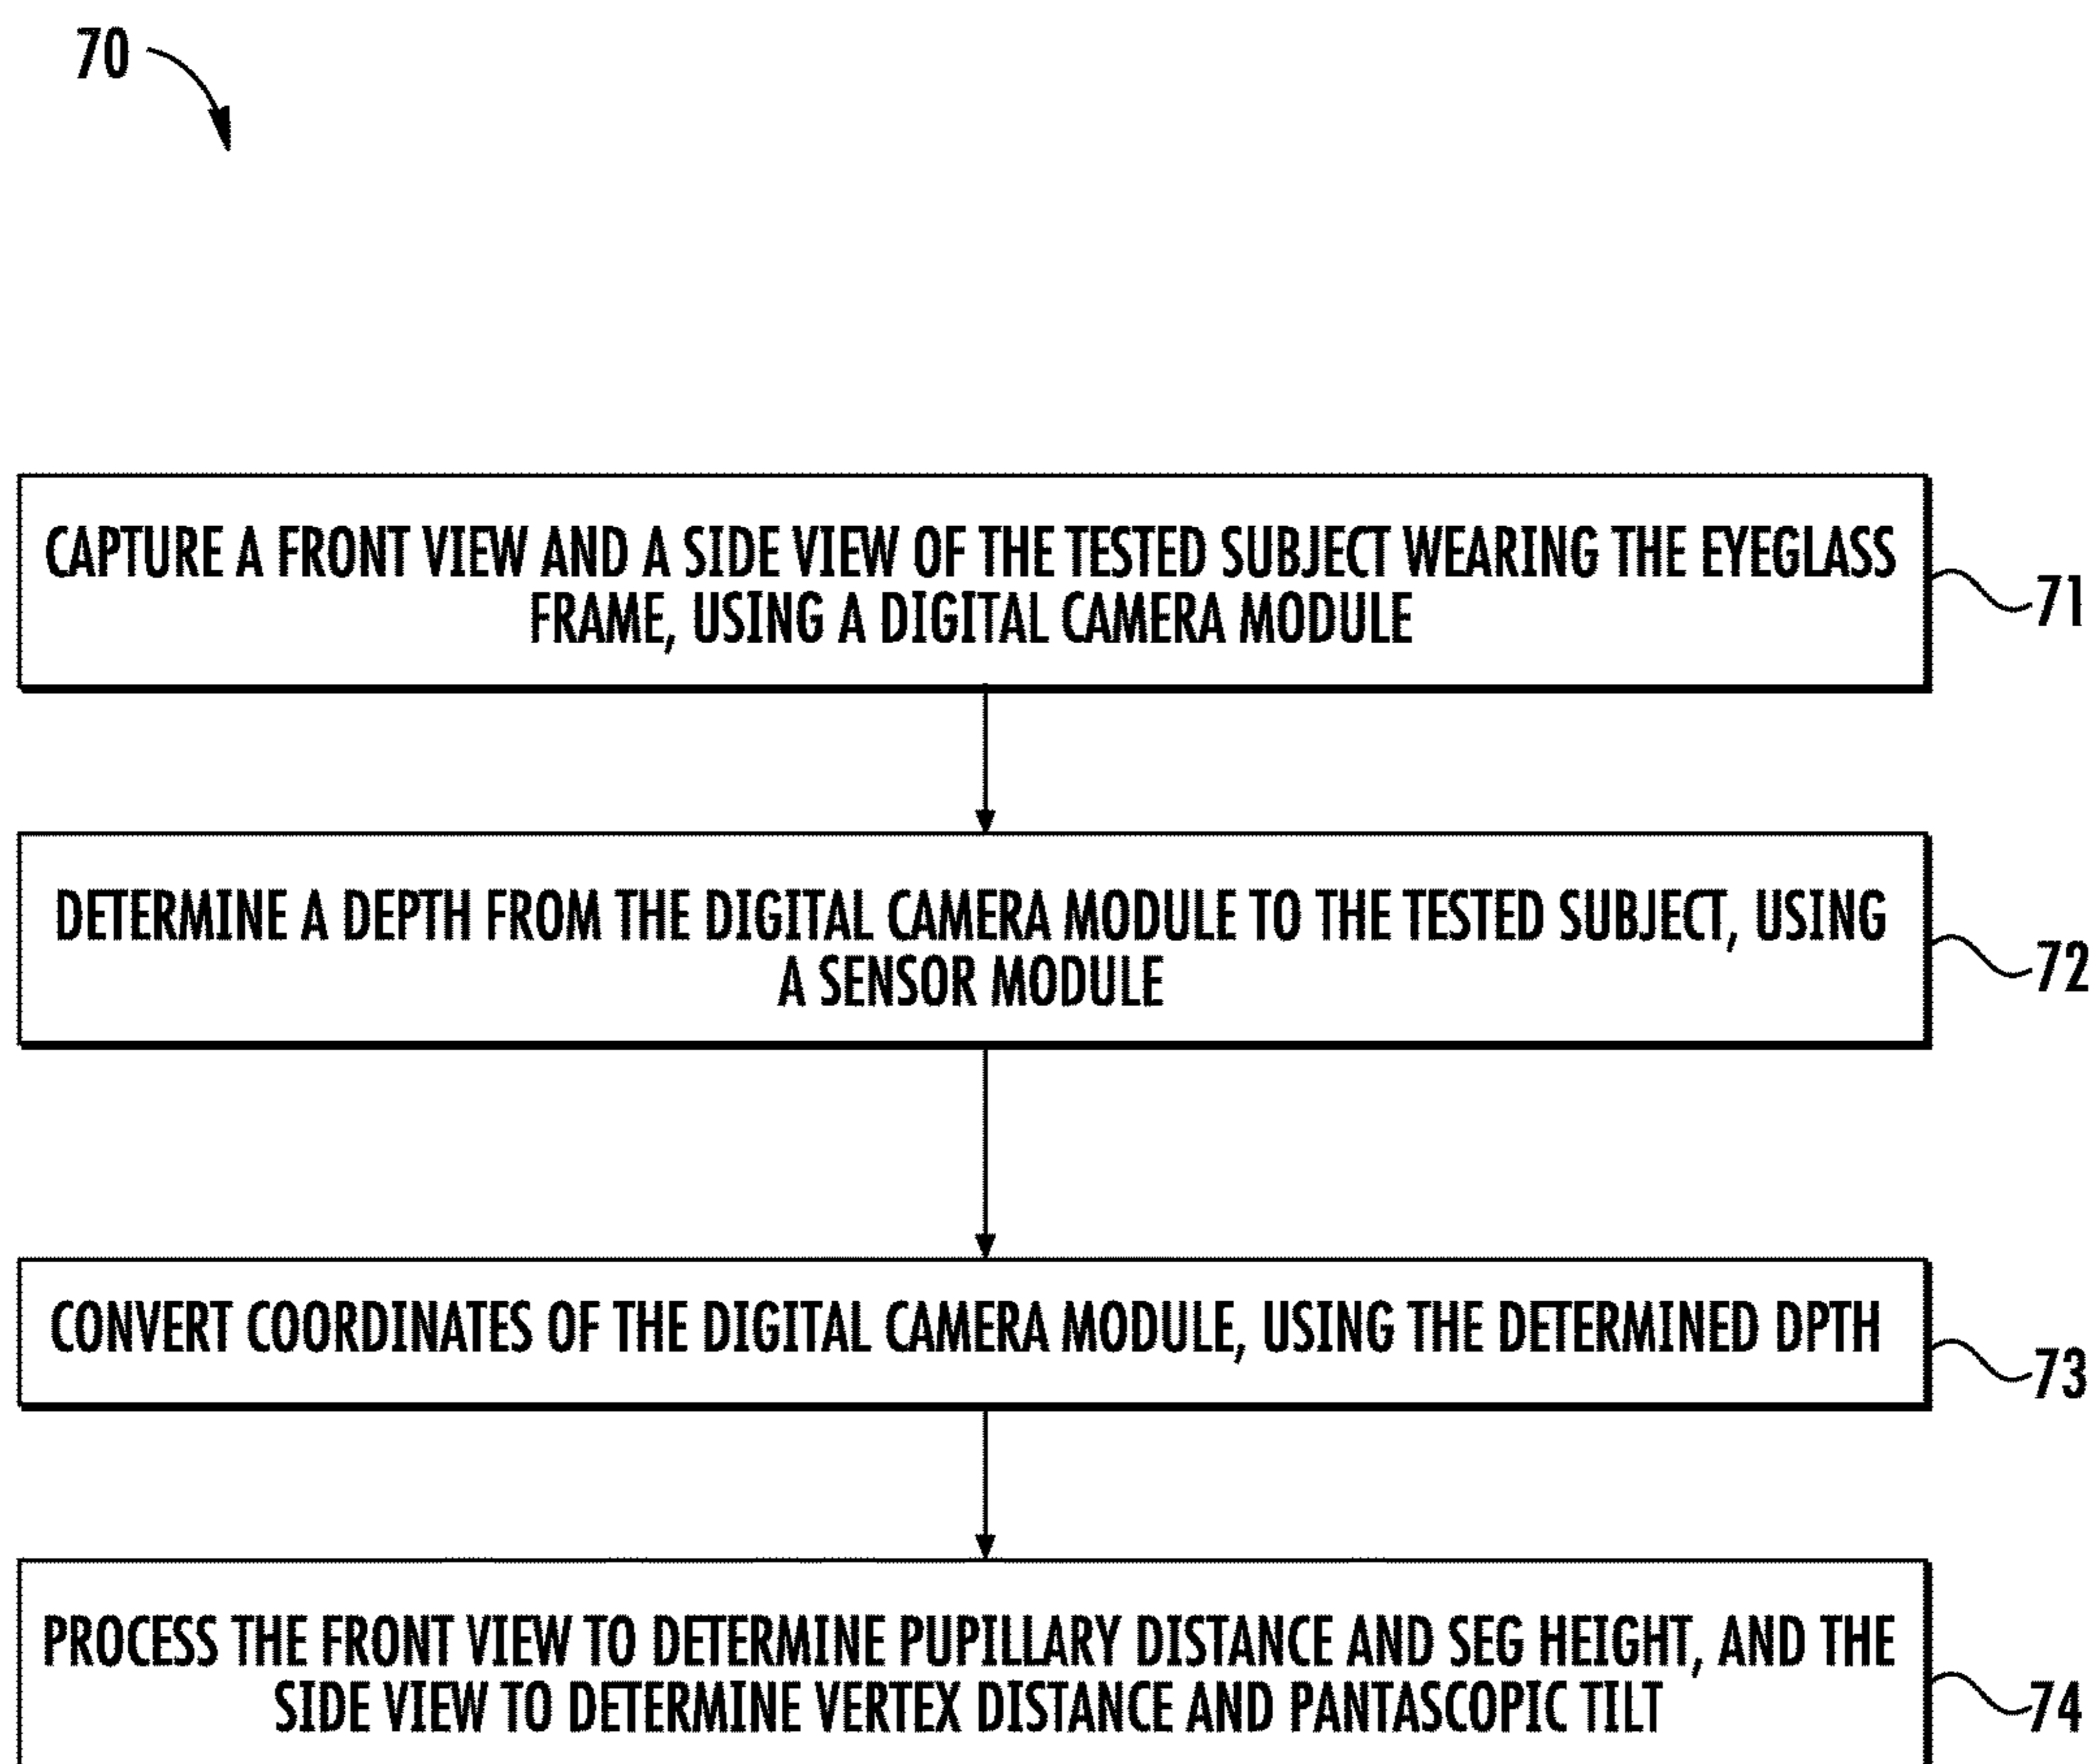 70
CAPTURE A FRONT VIEW AND A SIDE VIEW OF THE TESTED SUBJECT WEARING THE EYEGLASS
FRAME, USING A DIGITAL CAMERA MODULE
71
DETERMINE A DEPTH FROM THE DIGITAL CAMERA MODULE TO THE TESTED SUBJECT, USING
A SENSOR MODULE
72
CONVERT COORDINATES OF THE DIGITAL CAMERA MODULE, USING THE DETERMINED DPTH
73
PROCESS THE FRONT VIEW TO DETERMINE PUPILLARY DISTANCE AND SEG HEIGHT, AND THE
SIDE VIEW TO DETERMINE VERTEX DISTANCE AND PANTASCOPIC TILT
74